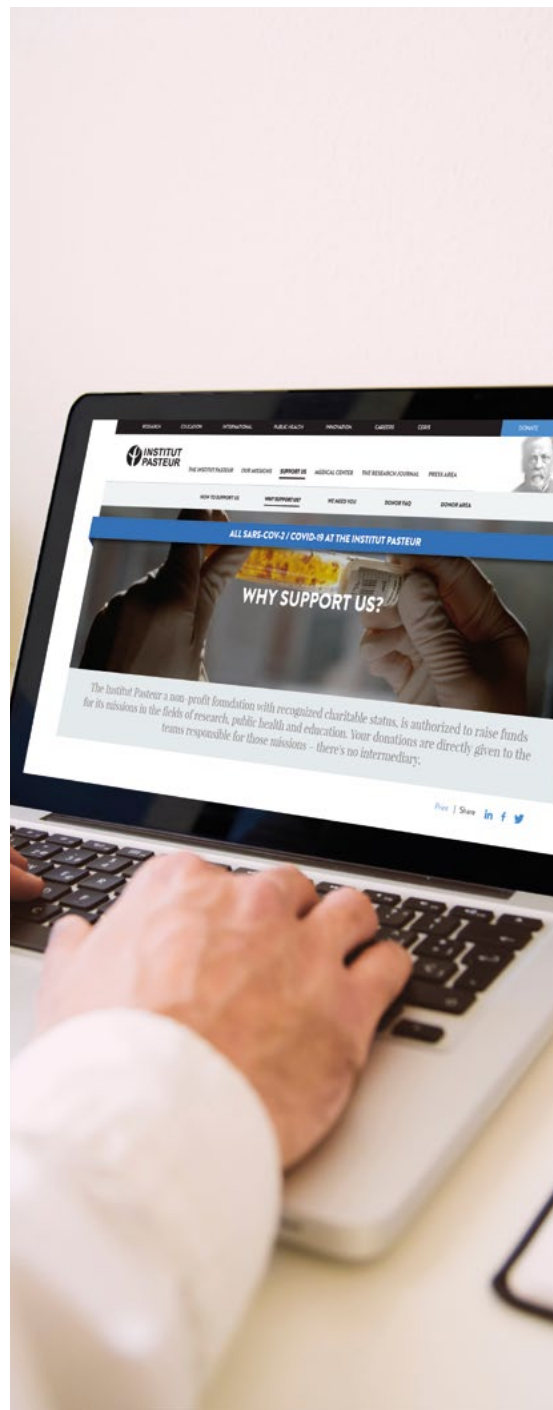 RESEARCH EDUCATION INTERNATIONAL PUBLIC HEALTH INNOVATION CAREERS CERIS DONATE
INSTITUT
PASTEUR
THE INSTITUT PASTEUR OUR MISSIONS SUPPORT US MEDICAL CENTER THE RESEARCH JOURNAL PRESS AREA
HOW TO SUPPORT US WHY SUPPORT US? WE NEED YOU DONOR FAQ DONOR AREA
ALL SARS-COV-2 / COVID-19 AT THE INSTITUT PASTEUR
WHY SUPPORT US?
The Institut Pasteur a non-profit foundation with recognized charitable status, is authorized to raise funds
for its missions in the fields of research, public health and education. Your donations are directly given to the
teams responsible for those missions – there's no intermediary.
Print | Share in f